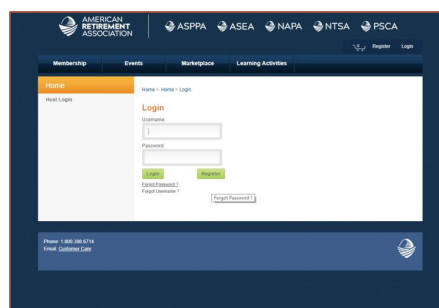 AMERICAN
RETIREMENT
ASSOCIATION
ASPPA ASEA NAPA NTSA PSCA
Register Login
Membership Events Marketplace Learning Activities
Home
Host Login
Home > Home > Login
Login
Username
Password
Login Register
Forgot Password ?
Forgot Username ?
Forgot Password ?
Phone: 1.800.308.6714
Email: Customer Care